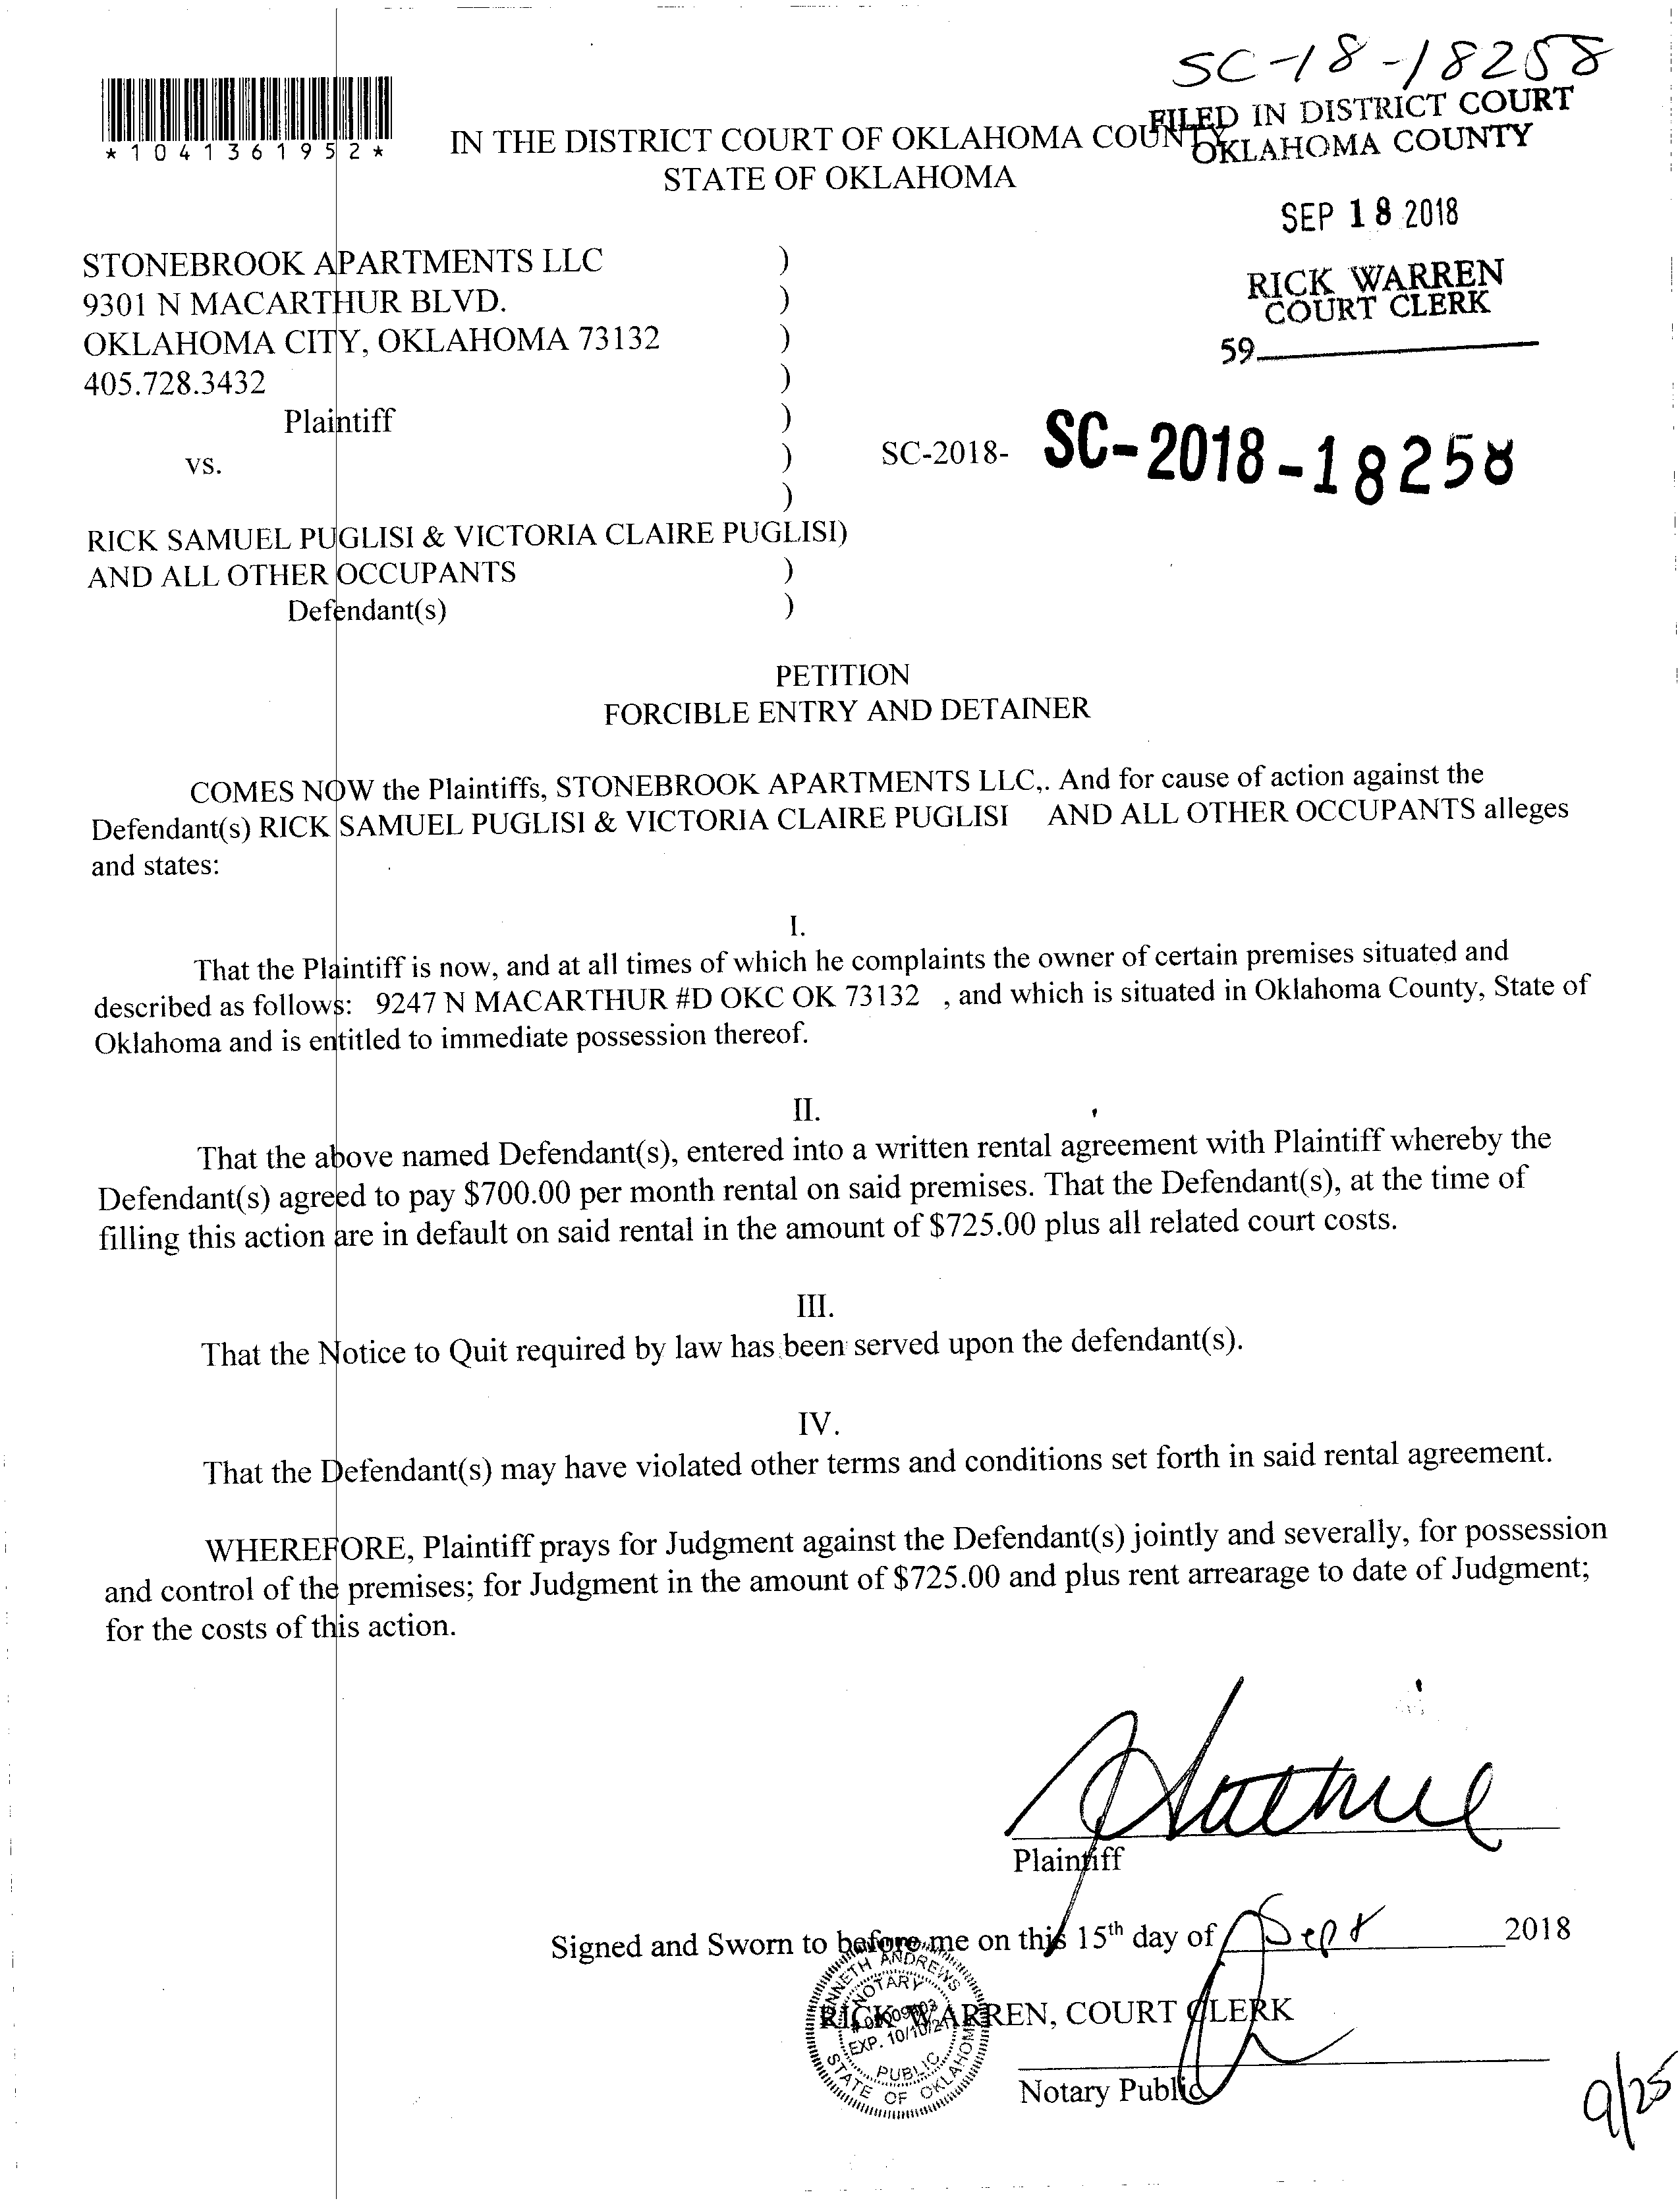 SC-18-18258
*1041361952*
IN THE DISTRICT COURT OF OKLAHOMA COUNTY
STATE OF OKLAHOMA
FILED IN DISTRICT COURT
OKLAHOMA COUNTY
SEP 18 2018
RICK WARREN
COURT CLERK
59
STONEBROOK APARTMENTS LLC )
9301 N MACARTHUR BLVD. )
OKLAHOMA CITY, OKLAHOMA 73132 )
405.728.3432 )
Plaintiff )
vs. ) SC-2018- SC-2018-18258
)
RICK SAMUEL PUGLISI & VICTORIA CLAIRE PUGLISI)
AND ALL OTHER OCCUPANTS )
Defendant(s) )
PETITION
FORCIBLE ENTRY AND DETAINER
COMES NOW the Plaintiffs, STONEBROOK APARTMENTS LLC,. And for cause of action against the
Defendant(s) RICK SAMUEL PUGLISI & VICTORIA CLAIRE PUGLISI AND ALL OTHER OCCUPANTS alleges
and states:
I.
That the Plaintiff is now, and at all times of which he complaints the owner of certain premises situated and
described as follows: 9247 N MACARTHUR #D OKC OK 73132 , and which is situated in Oklahoma County, State of
Oklahoma and is entitled to immediate possession thereof.
II.
That the above named Defendant(s), entered into a written rental agreement with Plaintiff whereby the
Defendant(s) agreed to pay $700.00 per month rental on said premises. That the Defendant(s), at the time of
filling this action are in default on said rental in the amount of $725.00 plus all related court costs.
III.
That the Notice to Quit required by law has been served upon the defendant(s).
IV.
That the Defendant(s) may have violated other terms and conditions set forth in said rental agreement.
WHEREFORE, Plaintiff prays for Judgment against the Defendant(s) jointly and severally, for possession
and control of the premises; for Judgment in the amount of $725.00 and plus rent arrearage to date of Judgment;
for the costs of this action.
Plaintiff
Signed and Sworn to before me on this 15th day of Sept 2018
RICK WARREN, COURT CLERK
ANDREWS
NOTARY
EXP. 10/10/21
PUBLIC
STATE OF OKLAHOMA
Notary Public
9/25